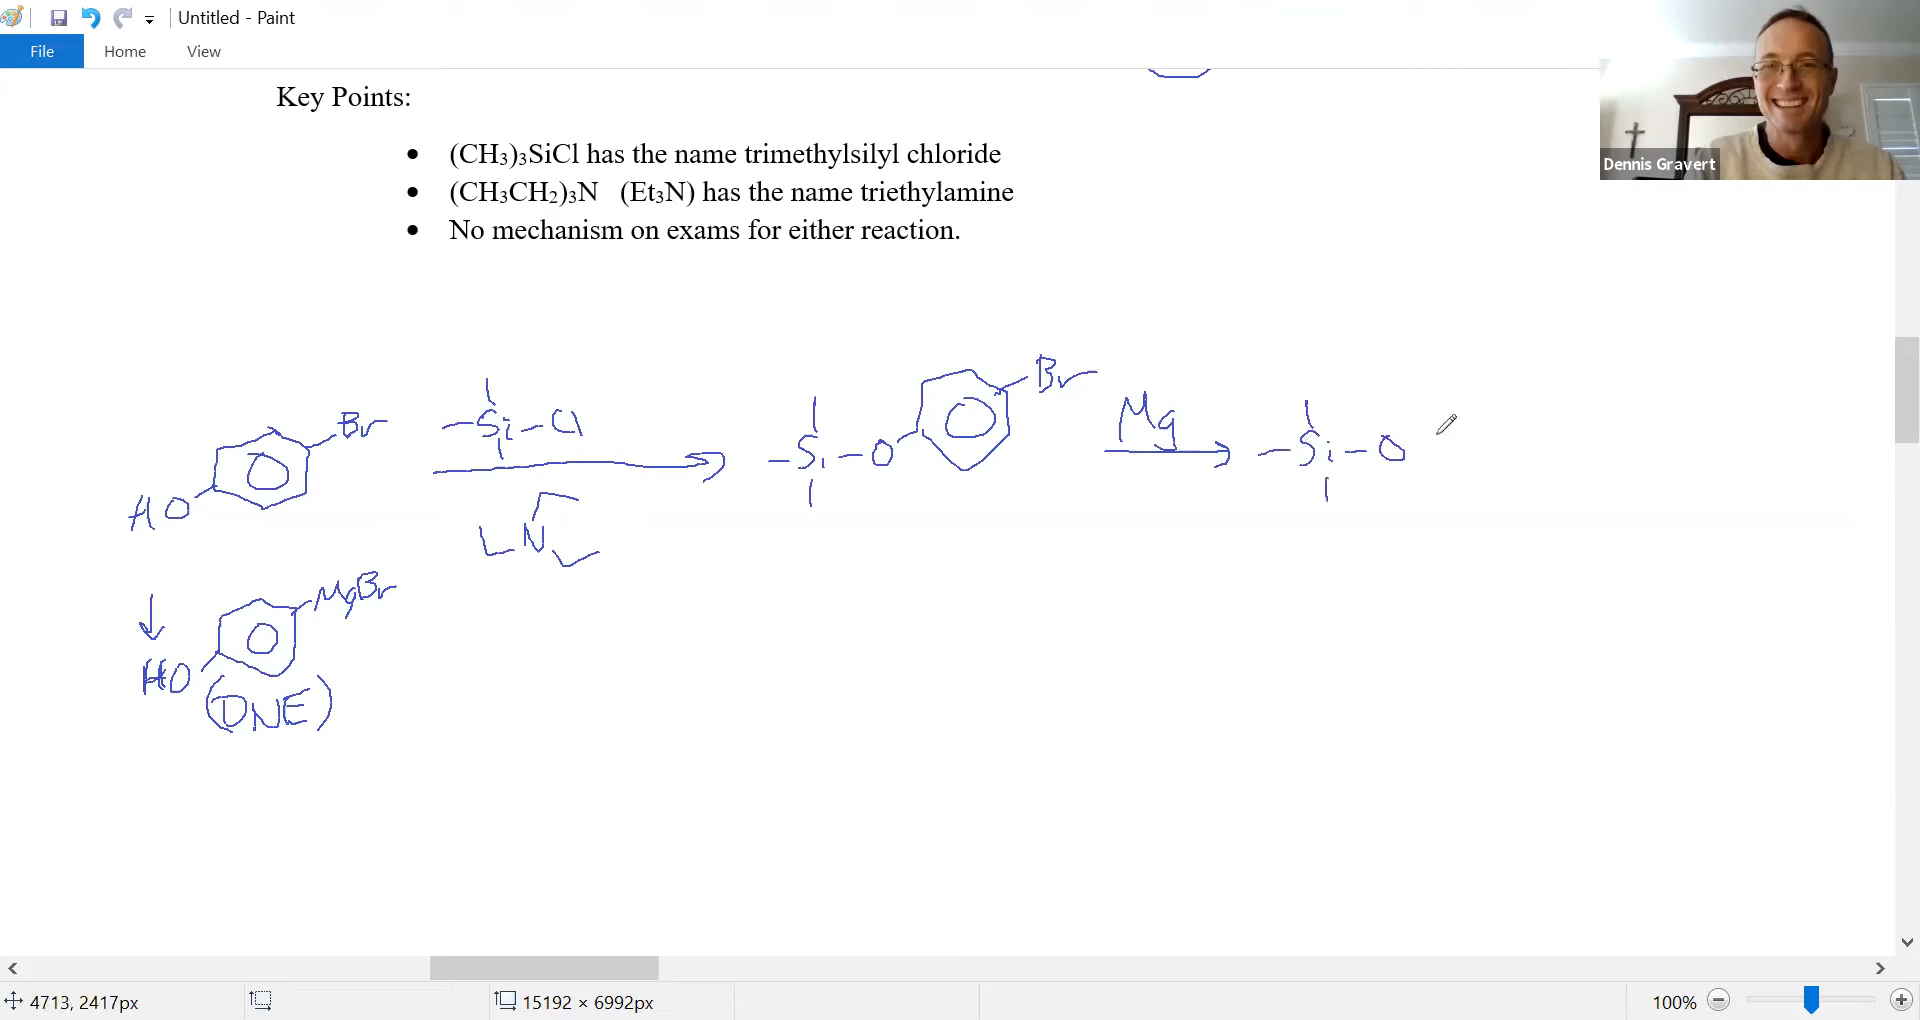 Untitled - Paint
File Home View
Dennis Gravert
Key Points:
• (CH₃)₃SiCl has the name trimethylsilyl chloride
• (CH₃CH₂)₃N (Et₃N) has the name triethylamine
• No mechanism on exams for either reaction.
HO Br
Si-Cl
N
-Si-O Br
Mg
-Si-O
HO MgBr
(DNE)
4713, 2417px 15192 × 6992px 100%